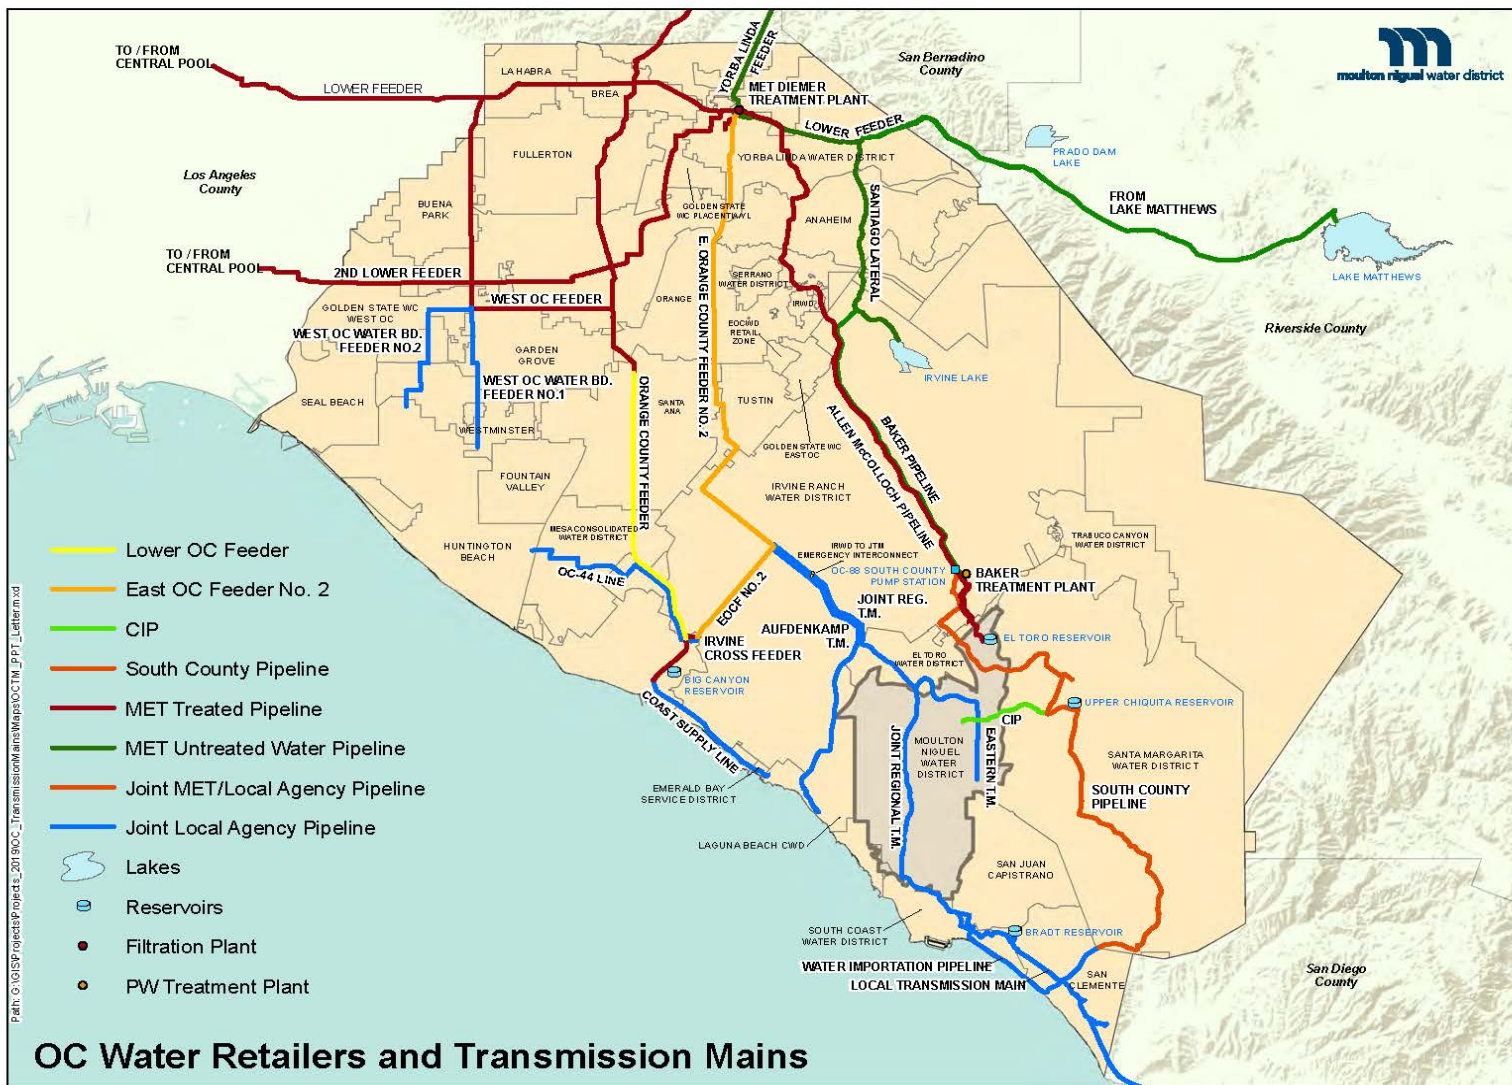 TO / FROM
CENTRAL POOL
LOWER FEEDER
LA HABRA
BREA
YORBA LINDA
FEEDER
MET DIEMER
TREATMENT PLANT
San Bernadino
County
moulton niguel water district
LOWER FEEDER
PRADO DAM
LAKE
FULLERTON
YORBA LINDA WATER DISTRICT
Los Angeles
County
BUENA
PARK
GOLDEN STATE
WC PLACENTIA/YL
ANAHEIM
SANTIAGO LATERAL
FROM
LAKE MATTHEWS
LAKE MATTHEWS
TO / FROM
CENTRAL POOL
2ND LOWER FEEDER
E. ORANGE COUNTY FEEDER NO. 2
SERRANO
WATER DISTRICT
ORANGE
IRWD
WEST OC FEEDER
GOLDEN STATE WC
WEST OC
WEST OC WATER BD.
FEEDER NO.2
EOCWD
RETAIL
ZONE
Riverside County
GARDEN
GROVE
WEST OC WATER BD.
FEEDER NO.1
IRVINE LAKE
SEAL BEACH
ORANGE COUNTY FEEDER
SANTA
ANA
TUSTIN
WESTMINSTER
GOLDEN STATE WC
EAST OC
ALLEN McCOLLOCH PIPELINE
BAKER PIPELINE
FOUNTAIN
VALLEY
IRVINE RANCH
WATER DISTRICT
MESA CONSOLIDATED
WATER DISTRICT
HUNTINGTON
BEACH
OC-44 LINE
TRABUCO CANYON
WATER DISTRICT
IRWD TO JTM
EMERGENCY INTERCONNECT
OC-88 SOUTH COUNTY
PUMP STATION
BAKER
TREATMENT PLANT
EOCF NO. 2
JOINT REG.
T.M.
AUFDENKAMP
T.M.
IRVINE
CROSS FEEDER
EL TORO RESERVOIR
EL TORO
WATER DISTRICT
BIG CANYON
RESERVOIR
COAST SUPPLY LINE
UPPER CHIQUITA RESERVOIR
CIP
JOINT REGIONAL T.M.
MOULTON
NIGUEL
WATER
DISTRICT
EASTERN T.M.
SANTA MARGARITA
WATER DISTRICT
SOUTH COUNTY
PIPELINE
EMERALD BAY
SERVICE DISTRICT
LAGUNA BEACH CWD
SAN JUAN
CAPISTRANO
SOUTH COAST
WATER DISTRICT
BRADT RESERVOIR
WATER IMPORTATION PIPELINE
LOCAL TRANSMISSION MAIN
SAN
CLEMENTE
San Diego
County
Lower OC Feeder
East OC Feeder No. 2
CIP
South County Pipeline
MET Treated Pipeline
MET Untreated Water Pipeline
Joint MET/Local Agency Pipeline
Joint Local Agency Pipeline
Lakes
Reservoirs
Filtration Plant
PW Treatment Plant
OC Water Retailers and Transmission Mains
Path: G:\GIS\Projects\Projects_2019\OC_TransmissionMains\Maps\OCTM_PPT_Letter.mxd